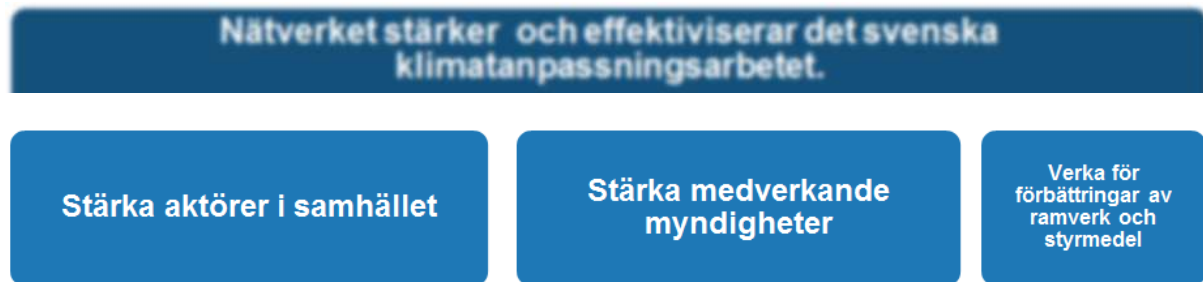 Nätverket stärker och effektiviserar det svenska
klimatanpassningsarbetet.
Stärka aktörer i samhället
Stärka medverkande
myndigheter
Verka för
förbättringar av
ramverk och
styrmedel